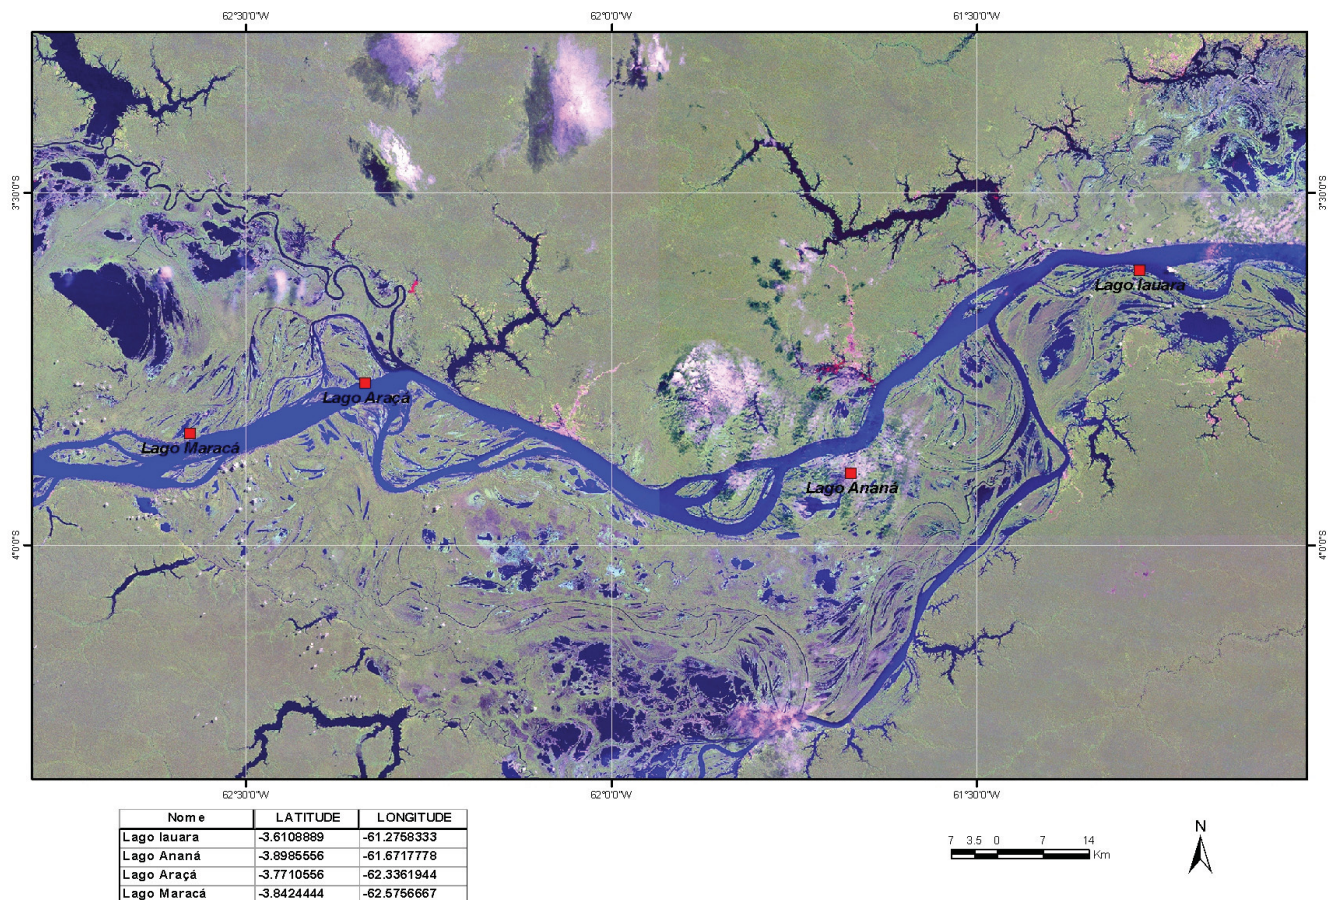 62°30'0"W 62°0'0"W 61°30'0"W
3°30'0"S 3°30'0"S
Lago Iauara
Lago Araçá
Lago Maracá
Lago Ananá
4°0'0"S 4°0'0"S
62°30'0"W 62°0'0"W 61°30'0"W
Nome LATITUDE LONGITUDE
Lago Iauara -3.6108889 -61.2758333
Lago Ananá -3.8985556 -61.6717778
Lago Araçá -3.7710556 -62.3361944
Lago Maracá -3.8424444 -62.5756667
7 3.5 0 7 14
Km
N